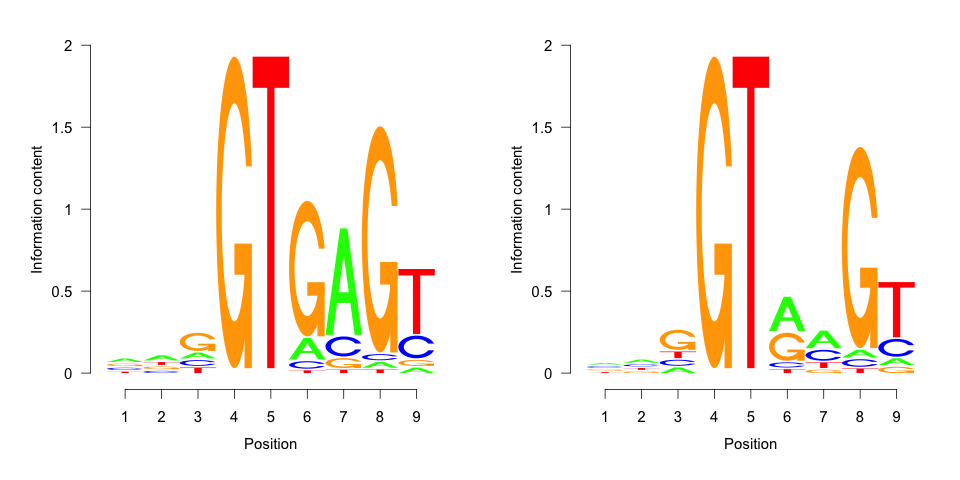 Information content
2
1.5
1
0.5
0
G A C T
G
T
G A C T
A C G T
G C A T
T C G A
1 2 3 4 5 6 7 8 9
Position
Information content
2
1.5
1
0.5
0
G T C A
G
T
A G C T
A C T G
G A C T
T C A G
1 2 3 4 5 6 7 8 9
Position